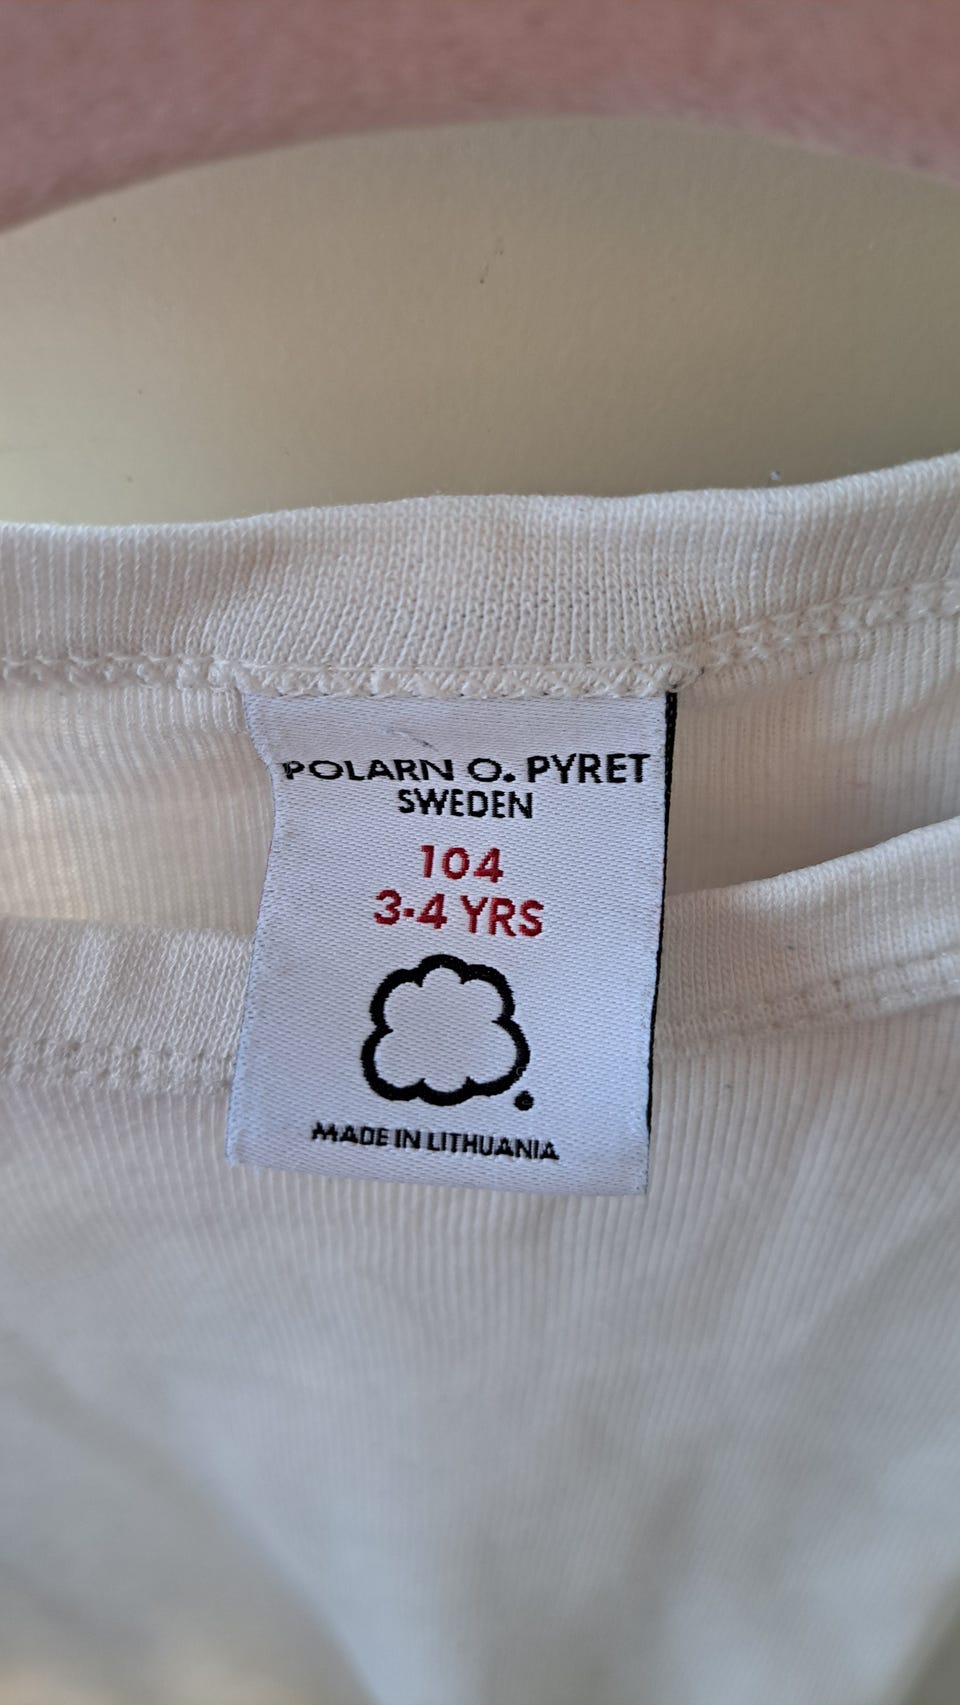 POLARN O. PYRET
SWEDEN
104
3-4 YRS
MADE IN LITHUANIA